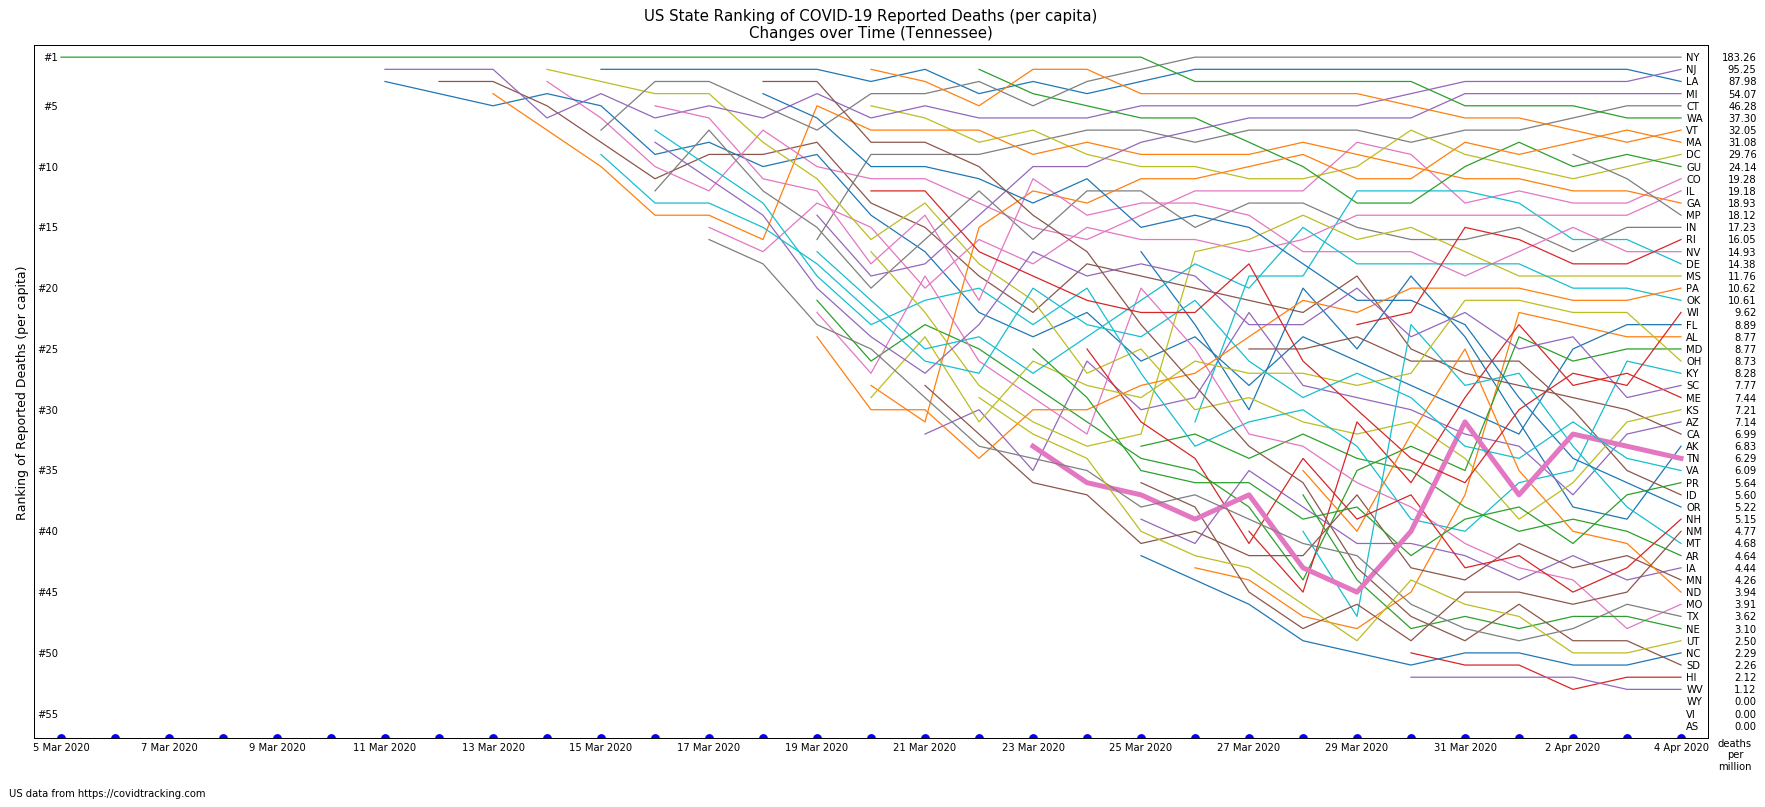 US State Ranking of COVID-19 Reported Deaths (per capita)
Changes over Time (Tennessee)
Ranking of Reported Deaths (per capita)
#1
#5
#10
#15
#20
#25
#30
#35
#40
#45
#50
#55
NY 183.26
NJ 95.25
LA 87.98
MI 54.07
CT 46.28
WA 37.30
VT 32.05
MA 31.08
DC 29.76
GU 24.14
CO 19.28
IL 19.18
GA 18.93
MP 18.12
IN 17.23
RI 16.05
NV 14.93
DE 14.38
MS 11.76
PA 10.62
OK 10.61
WI 9.62
FL 8.89
AL 8.77
MD 8.77
OH 8.73
KY 8.28
SC 7.77
ME 7.44
KS 7.21
AZ 7.14
CA 6.99
AK 6.83
TN 6.29
VA 6.09
PR 5.64
ID 5.60
OR 5.22
NH 5.15
NM 4.77
MT 4.68
AR 4.64
IA 4.44
MN 4.26
ND 3.94
MO 3.91
TX 3.62
NE 3.10
UT 2.50
NC 2.29
SD 2.26
HI 2.12
WV 1.12
WY 0.00
VI 0.00
AS 0.00
5 Mar 2020 7 Mar 2020 9 Mar 2020 11 Mar 2020 13 Mar 2020 15 Mar 2020 17 Mar 2020 19 Mar 2020 21 Mar 2020 23 Mar 2020 25 Mar 2020 27 Mar 2020 29 Mar 2020 31 Mar 2020 2 Apr 2020 4 Apr 2020
deaths
per
million
US data from https://covidtracking.com